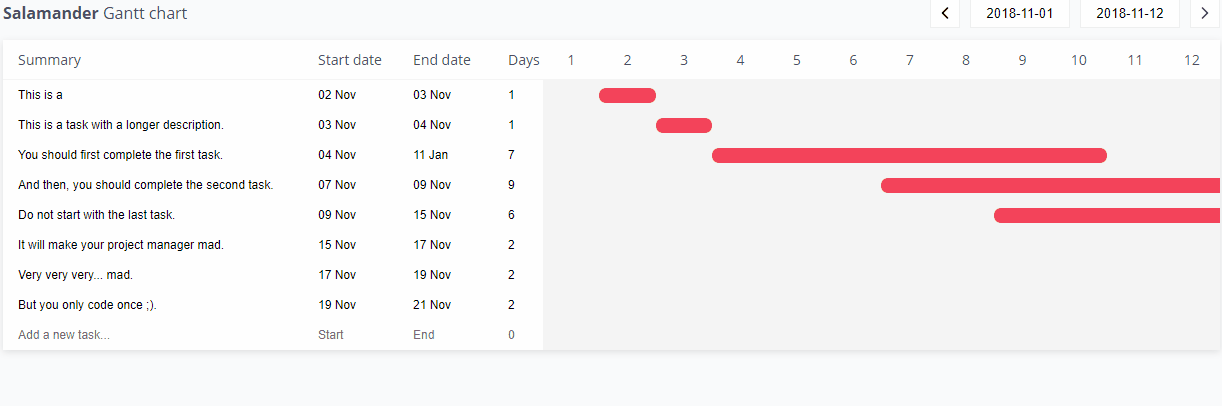 Salamander Gantt chart 2018-11-01 2018-11-12
Summary Start date End date Days 1 2 3 4 5 6 7 8 9 10 11 12
This is a 02 Nov 03 Nov 1
This is a task with a longer description. 03 Nov 04 Nov 1
You should first complete the first task. 04 Nov 11 Jan 7
And then, you should complete the second task. 07 Nov 09 Nov 9
Do not start with the last task. 09 Nov 15 Nov 6
It will make your project manager mad. 15 Nov 17 Nov 2
Very very very... mad. 17 Nov 19 Nov 2
But you only code once ;). 19 Nov 21 Nov 2
Add a new task... Start End 0